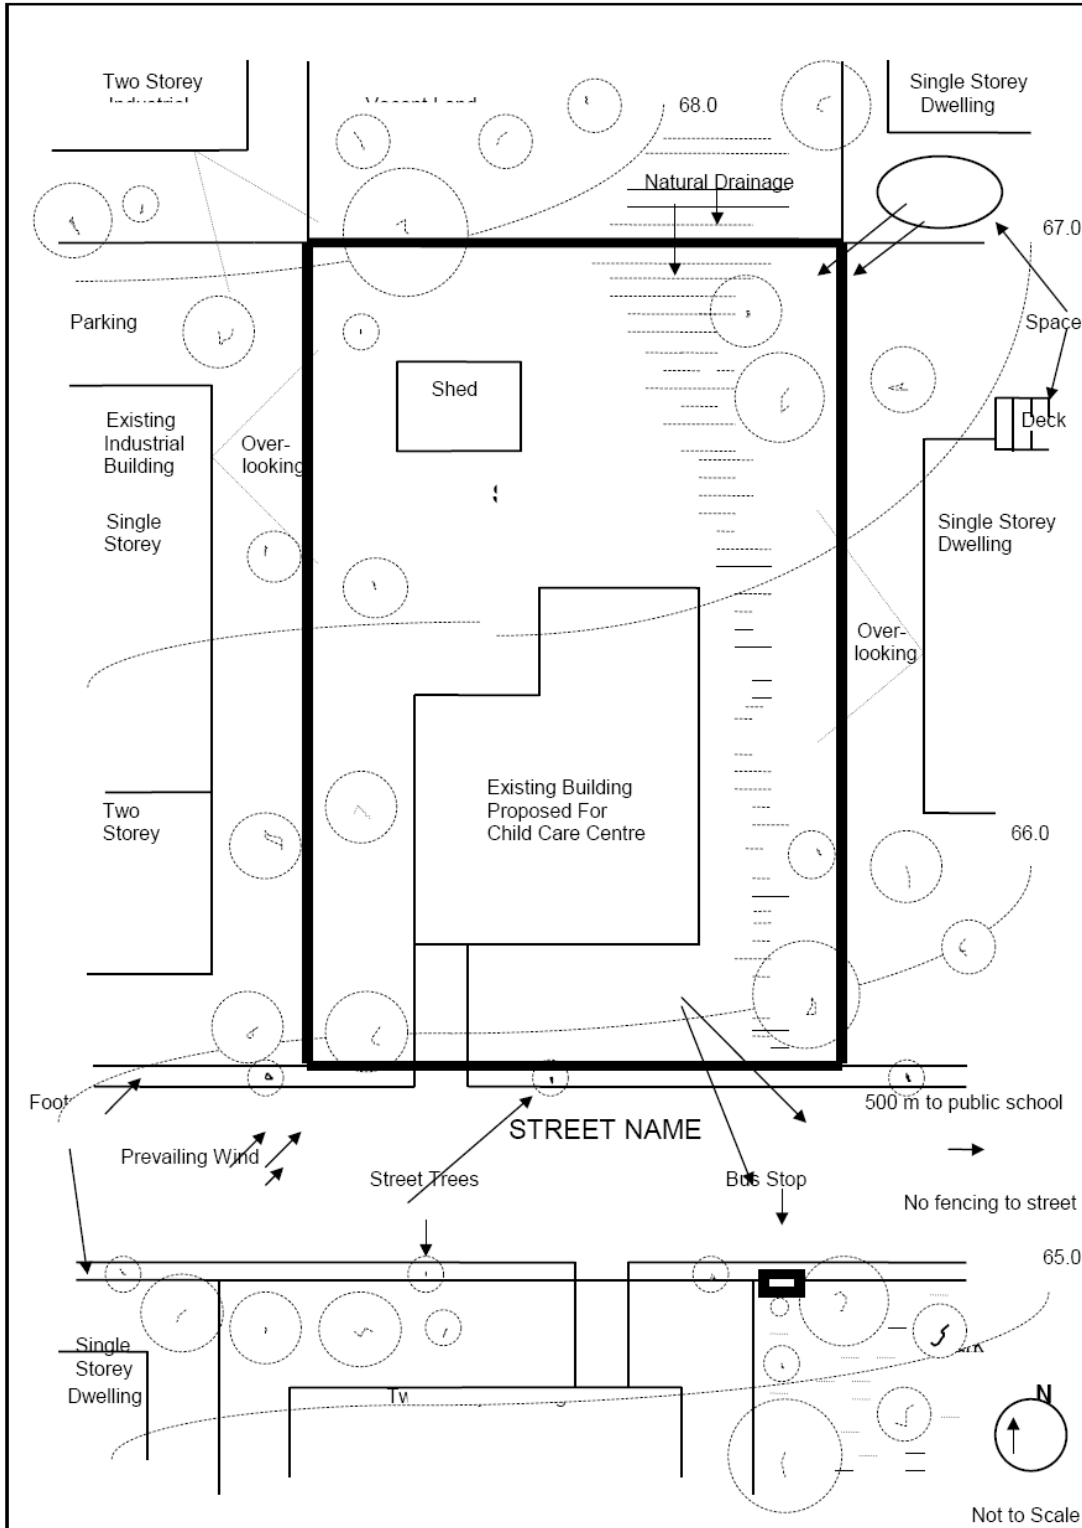 Two Storey
Single Storey
Dwelling
68.0
Natural Drainage
67.0
Parking
Space
Shed
Deck
Existing
Industrial
Building
Over-
looking
Single
Storey
Single Storey
Dwelling
Over-
looking
Existing Building
Proposed For
Child Care Centre
Two
Storey
66.0
Foot
500 m to public school
STREET NAME
Prevailing Wind
Street Trees
Bus Stop
No fencing to street
65.0
Single
Storey
Dwelling
N
Not to Scale